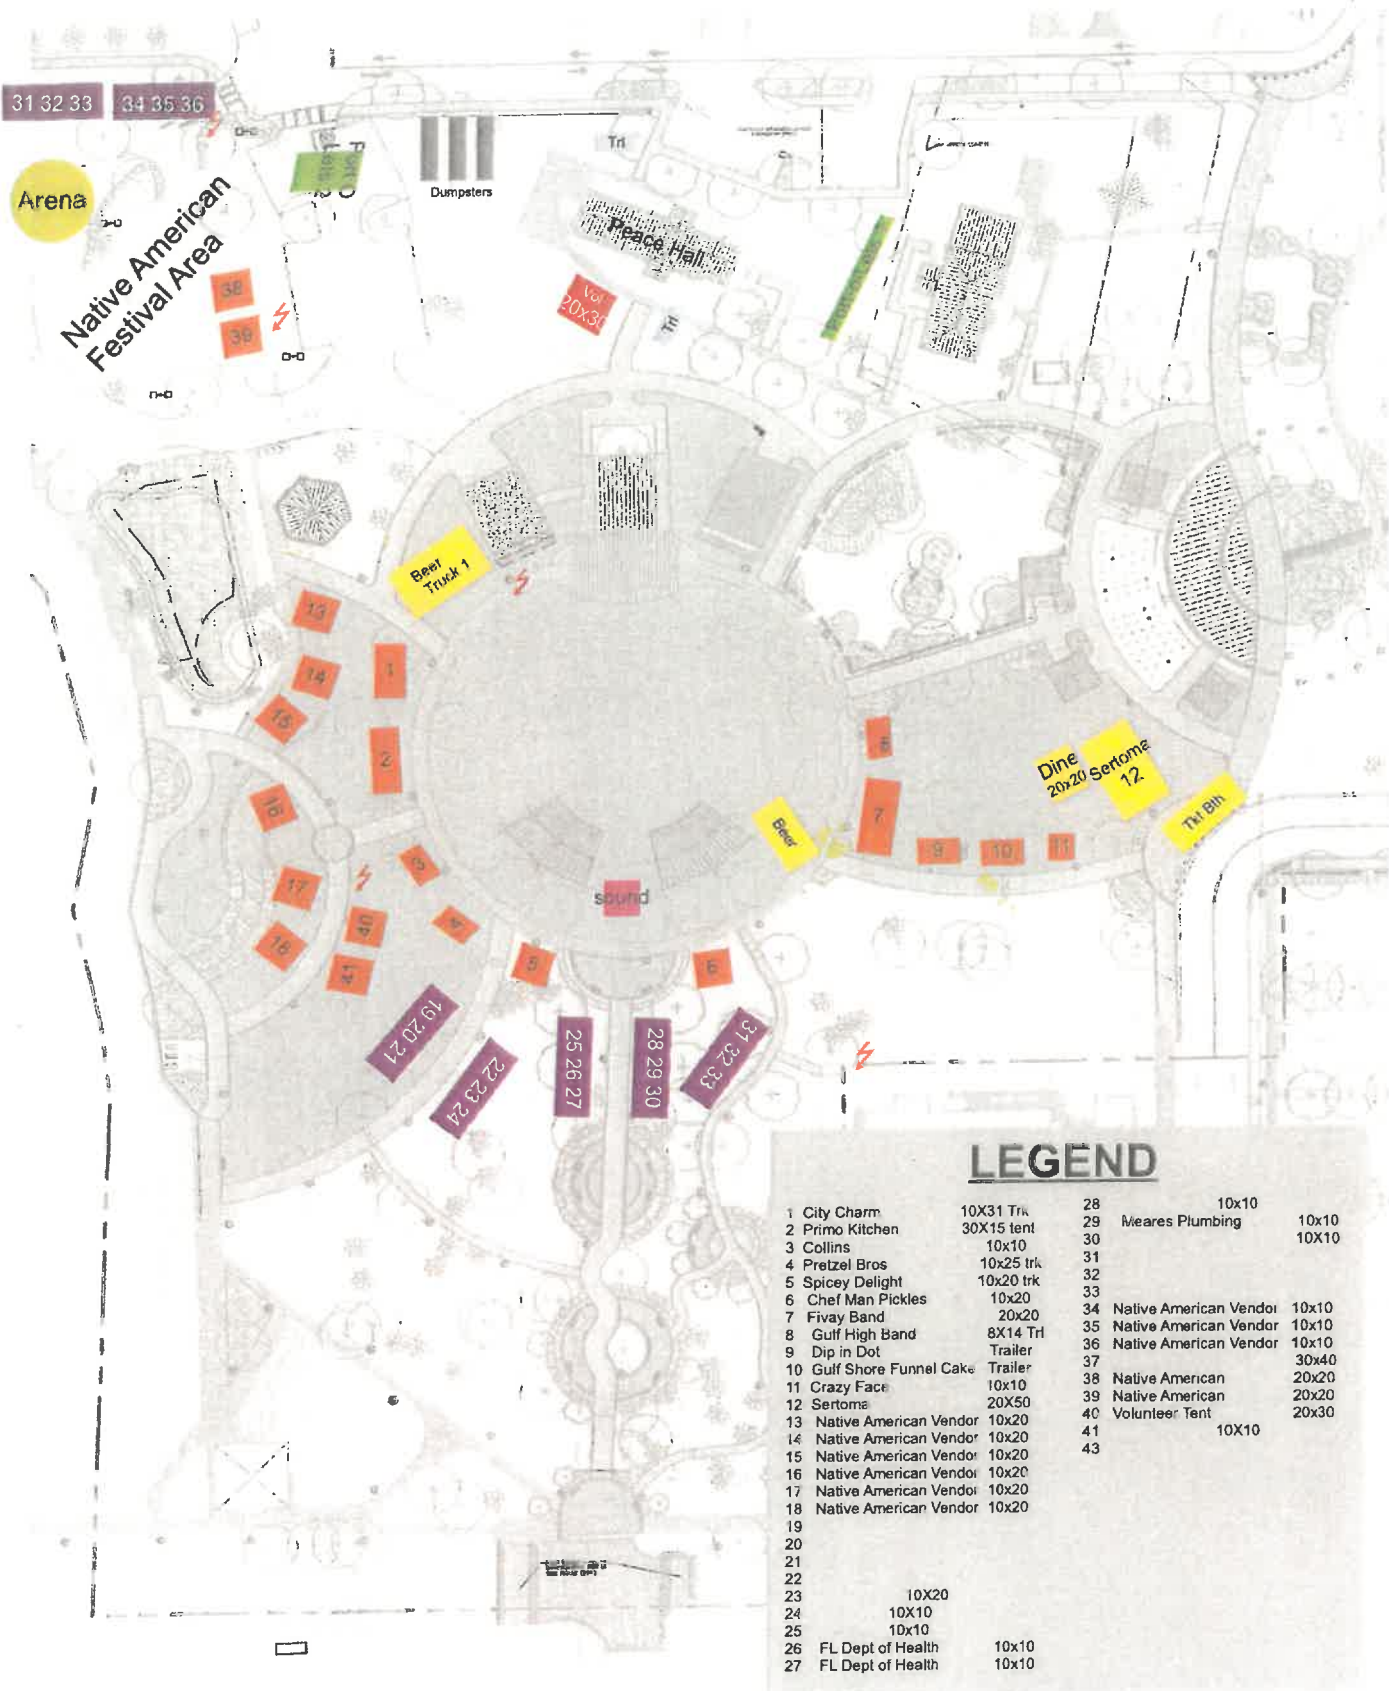 31 32 33
34 35 36
Arena
Native American
Festival Area
Dumpsters
Trl
Peace Hall
Vol
20x30
Trl
38
39
Beer
Truck 1
13
14
15
1
2
16
17
18
3
4
40
41
5
6
sound
Beer
8
7
9
10
11
Dine
20x20
Sertoma
12
Tkt Bth
19 20 21
22 23 24
25 26 27
28 29 30
31 32 33
LEGEND
1 City Charm 10X31 Trk
2 Primo Kitchen 30X15 tent
3 Collins 10x10
4 Pretzel Bros 10x25 trk
5 Spicey Delight 10x20 trk
6 Chef Man Pickles 10x20
7 Fivay Band 20x20
8 Gulf High Band 8X14 Trl
9 Dip in Dot Trailer
10 Gulf Shore Funnel Cake Trailer
11 Crazy Face 10x10
12 Sertoma 20X50
13 Native American Vendor 10x20
14 Native American Vendor 10x20
15 Native American Vendor 10x20
16 Native American Vendor 10x20
17 Native American Vendor 10x20
18 Native American Vendor 10x20
19
20
21
22
23 10X20
24 10X10
25 10x10
26 FL Dept of Health 10x10
27 FL Dept of Health 10x10
28 10x10
29 Meares Plumbing 10x10
30 10X10
31
32
33
34 Native American Vendor 10x10
35 Native American Vendor 10x10
36 Native American Vendor 10x10
37 30x40
38 Native American 20x20
39 Native American 20x20
40 Volunteer Tent 20x30
41 10X10
43